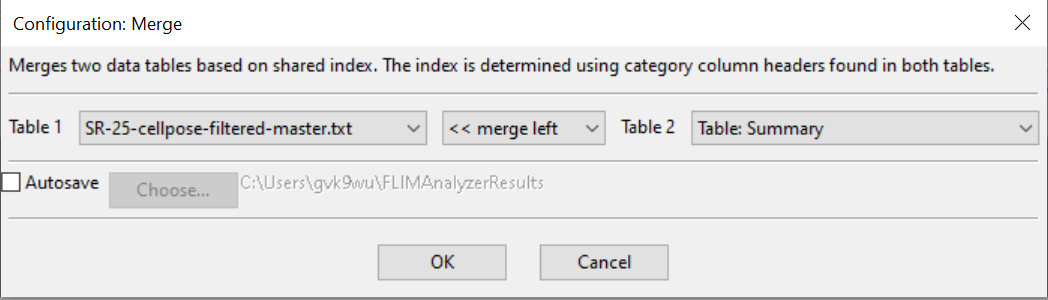 Configuration: Merge
Merges two data tables based on shared index. The index is determined using category column headers found in both tables.
Table 1 SR-25-cellpose-filtered-master.txt << merge left Table 2 Table: Summary
Autosave Choose... C:\Users\gvk9wu\FLIMAnalyzerResults
OK Cancel